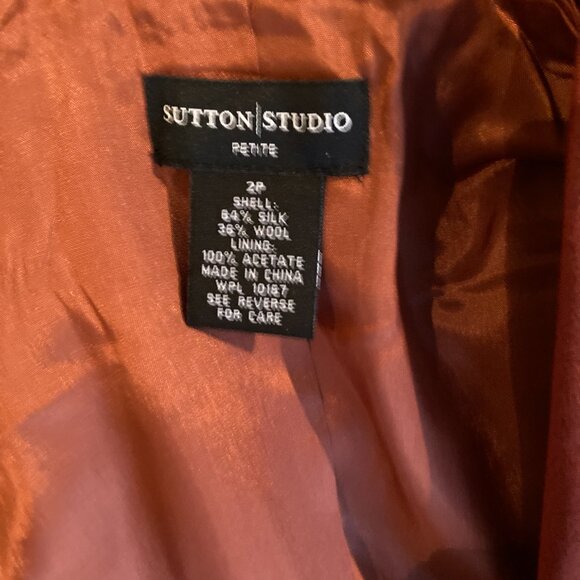 SUTTON|STUDIO
PETITE
2P
SHELL:
64% SILK
36% WOOL
LINING:
100% ACETATE
MADE IN CHINA
WPL 10187
SEE REVERSE
FOR CARE